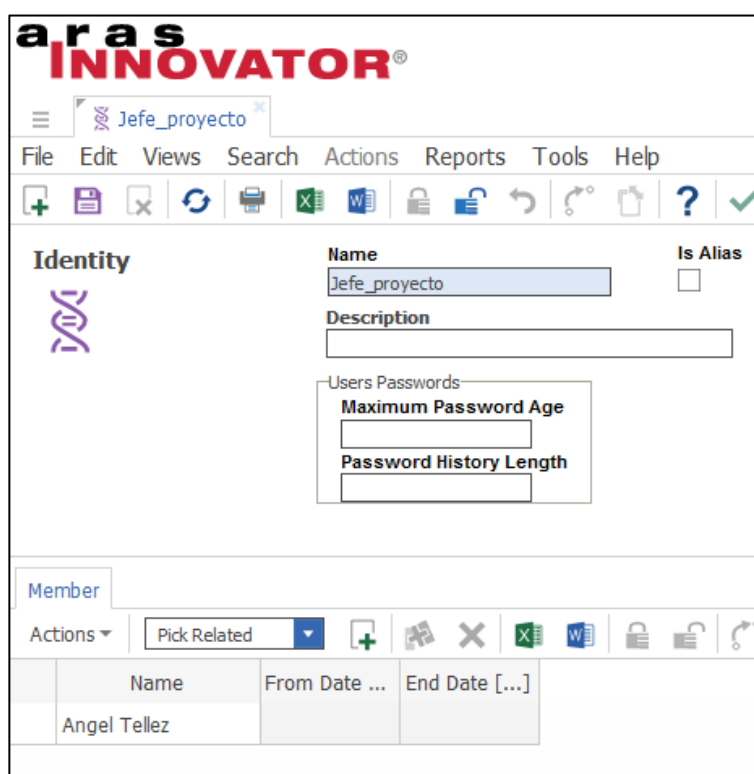 aras
INNOVATOR®
Jefe_proyecto
File Edit Views Search Actions Reports Tools Help
Identity
Name
Is Alias
Jefe_proyecto
Description
Users Passwords
Maximum Password Age
Password History Length
Member
Actions Pick Related
Name From Date ... End Date [...]
Angel Tellez